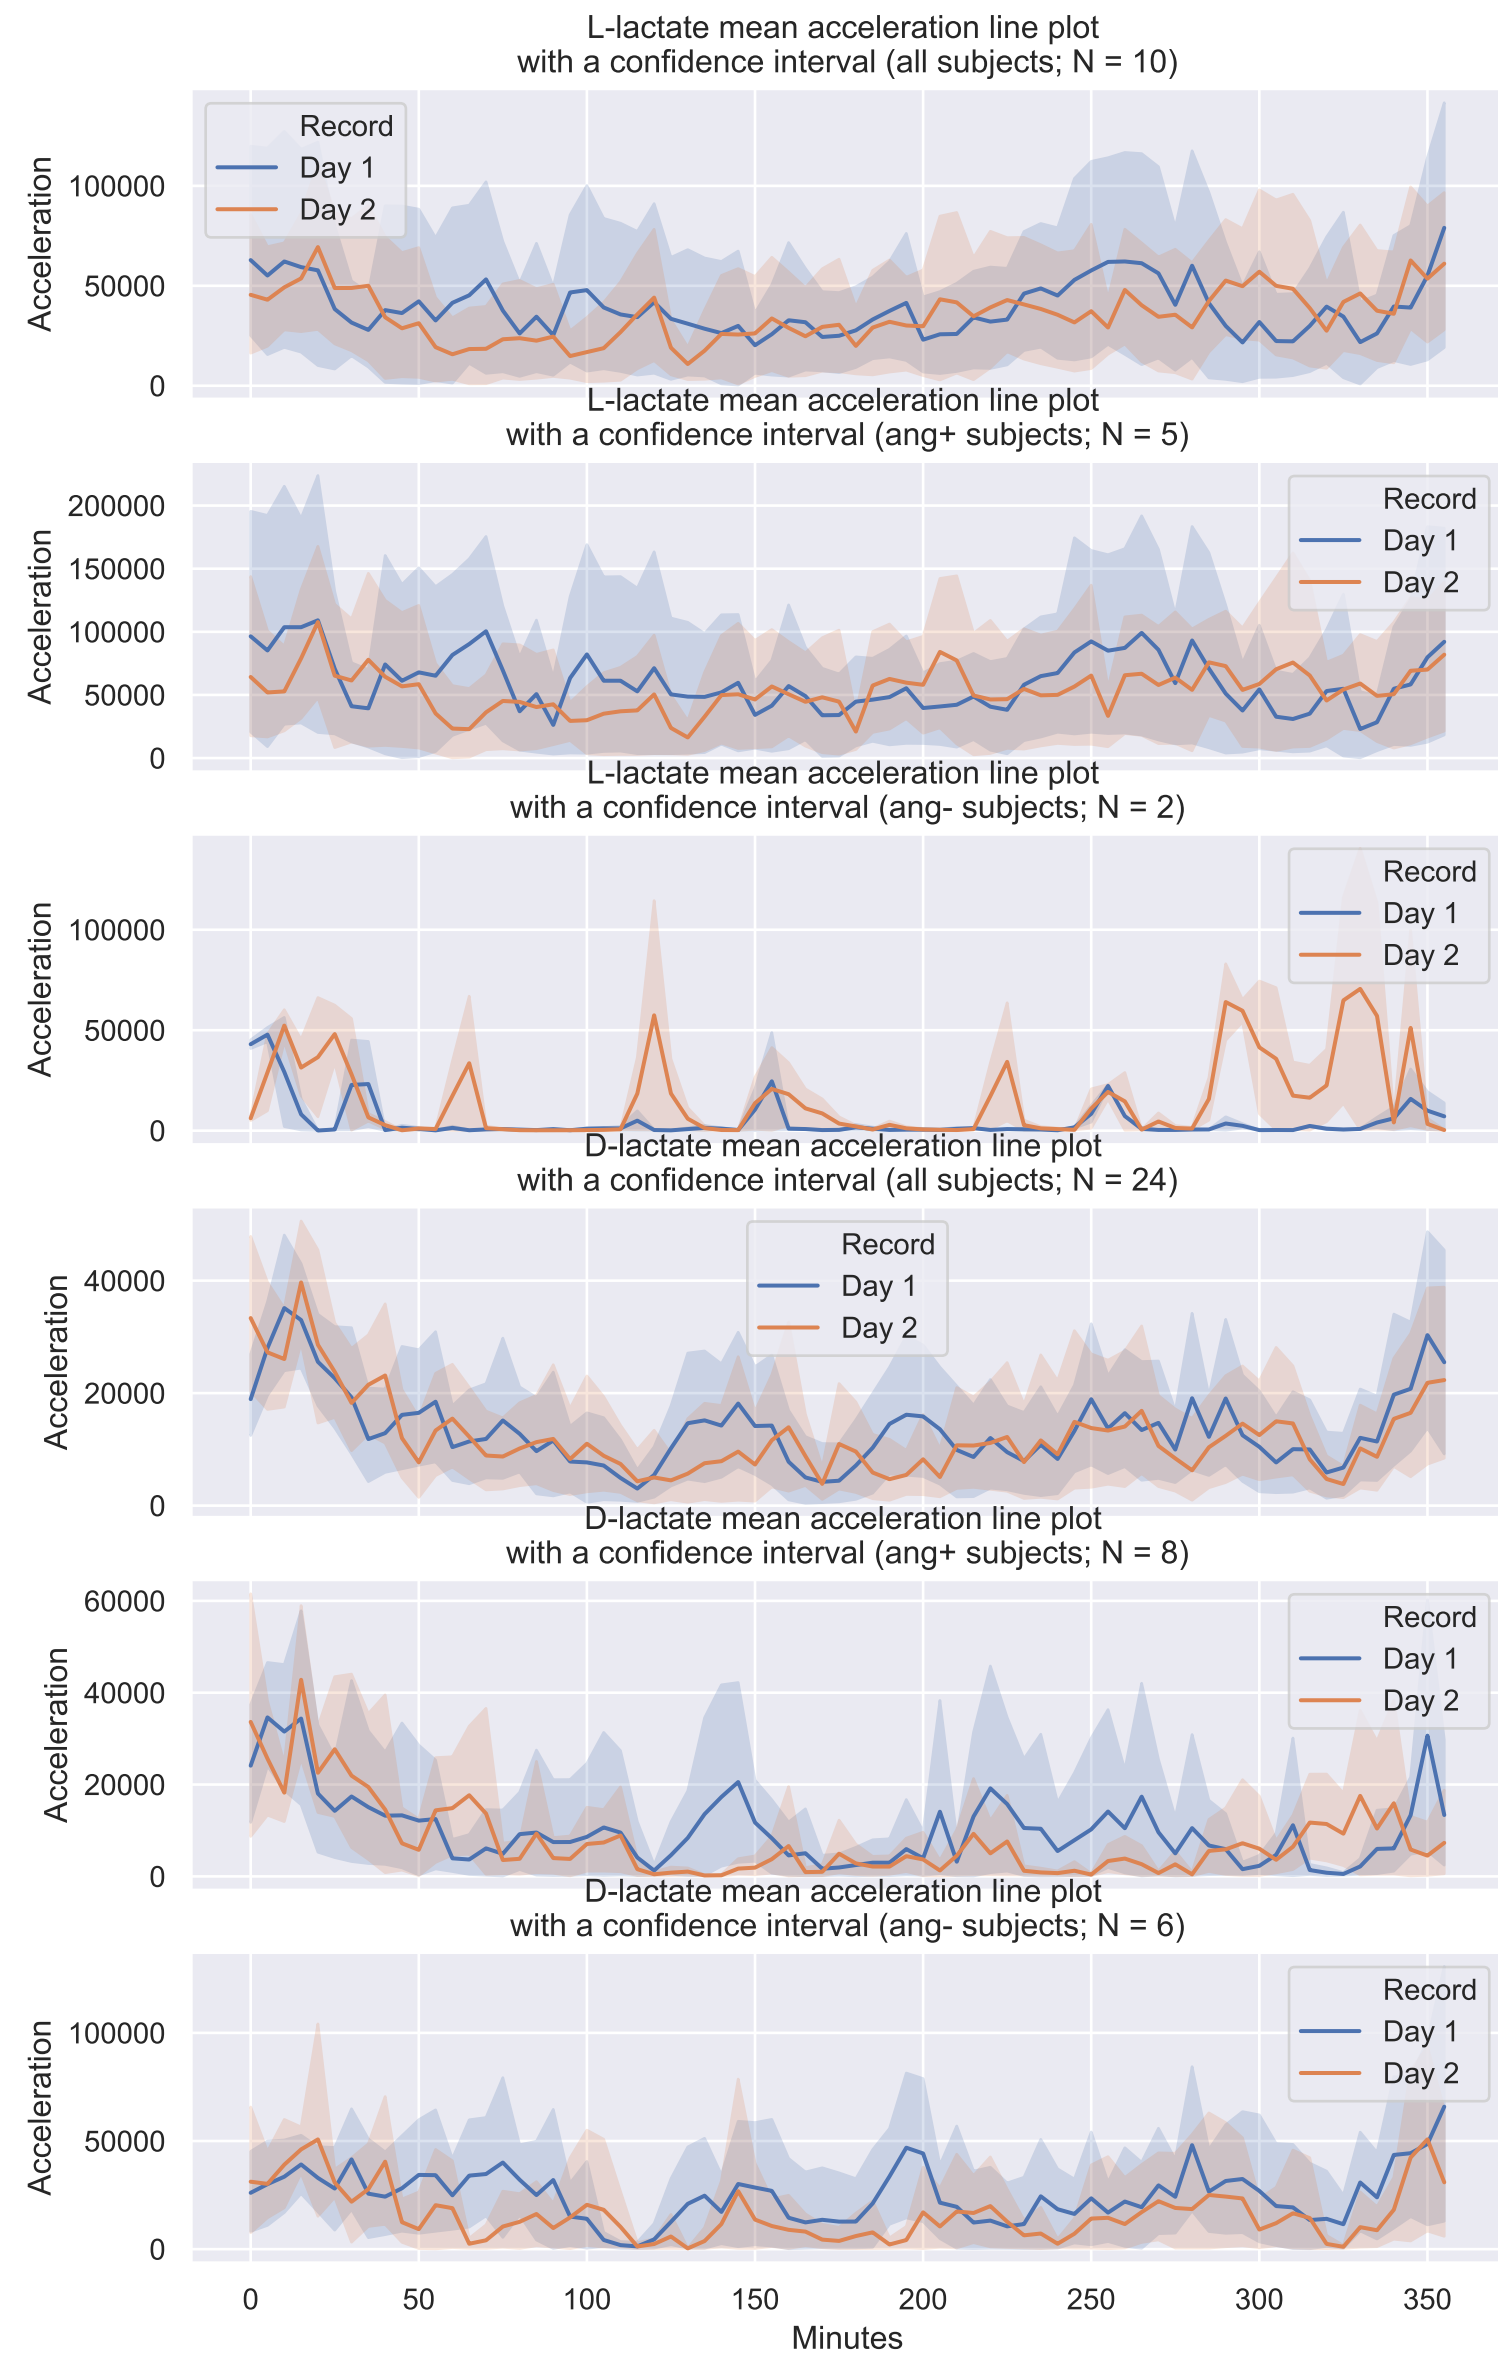 L-lactate mean acceleration line plot
with a confidence interval (all subjects; N = 10)
Record
Day 1
Day 2
Acceleration
100000
50000
0
L-lactate mean acceleration line plot
with a confidence interval (ang+ subjects; N = 5)
Record
Day 1
Day 2
Acceleration
200000
150000
100000
50000
0
L-lactate mean acceleration line plot
with a confidence interval (ang- subjects; N = 2)
Record
Day 1
Day 2
Acceleration
100000
50000
0
D-lactate mean acceleration line plot
with a confidence interval (all subjects; N = 24)
Record
Day 1
Day 2
Acceleration
40000
20000
0
D-lactate mean acceleration line plot
with a confidence interval (ang+ subjects; N = 8)
Record
Day 1
Day 2
Acceleration
60000
40000
20000
0
D-lactate mean acceleration line plot
with a confidence interval (ang- subjects; N = 6)
Record
Day 1
Day 2
Acceleration
100000
50000
0
0 50 100 150 200 250 300 350
Minutes